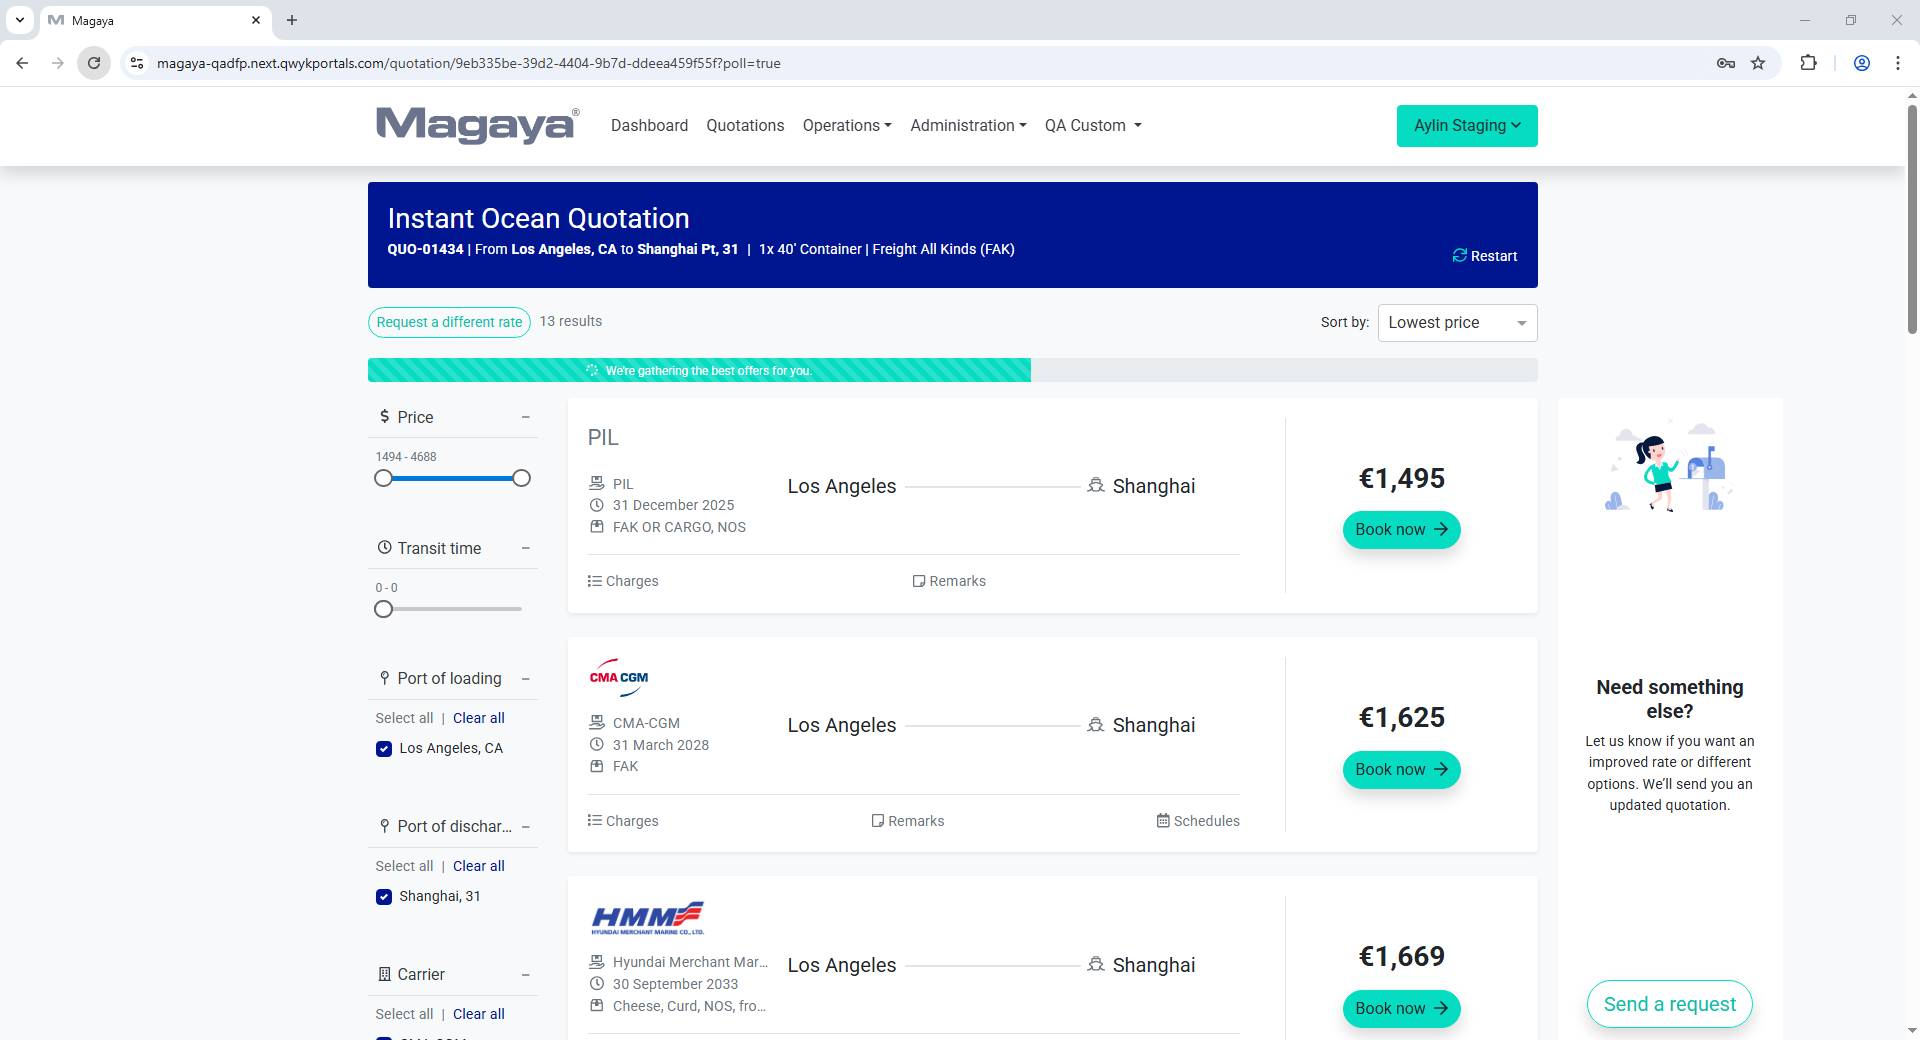 Magaya
magaya-qadfp.next.qwykportals.com/quotation/9eb335be-39d2-4404-9b7d-ddeea459f55f?poll=true
Magaya®
Dashboard
Quotations
Operations
Administration
QA Custom
Aylin Staging
Instant Ocean Quotation
QUO-01434 | From Los Angeles, CA to Shanghai Pt, 31 | 1x 40' Container | Freight All Kinds (FAK)
Restart
Request a different rate
13 results
Sort by:
Lowest price
We're gathering the best offers for you.
Price
1494 - 4688
Transit time
0 - 0
Port of loading
Select all | Clear all
Los Angeles, CA
Port of dischar...
Select all | Clear all
Shanghai, 31
Carrier
Select all | Clear all
PIL
PIL
31 December 2025
FAK OR CARGO, NOS
Los Angeles
Shanghai
Charges
Remarks
€1,495
Book now
CMA CGM
CMA-CGM
31 March 2028
FAK
Los Angeles
Shanghai
Charges
Remarks
Schedules
€1,625
Book now
HMM
HYUNDAI MERCHANT MARINE CO., LTD.
Hyundai Merchant Mar...
30 September 2033
Cheese, Curd, NOS, fro...
Los Angeles
Shanghai
€1,669
Book now
Need something
else?
Let us know if you want an
improved rate or different
options. We'll send you an
updated quotation.
Send a request